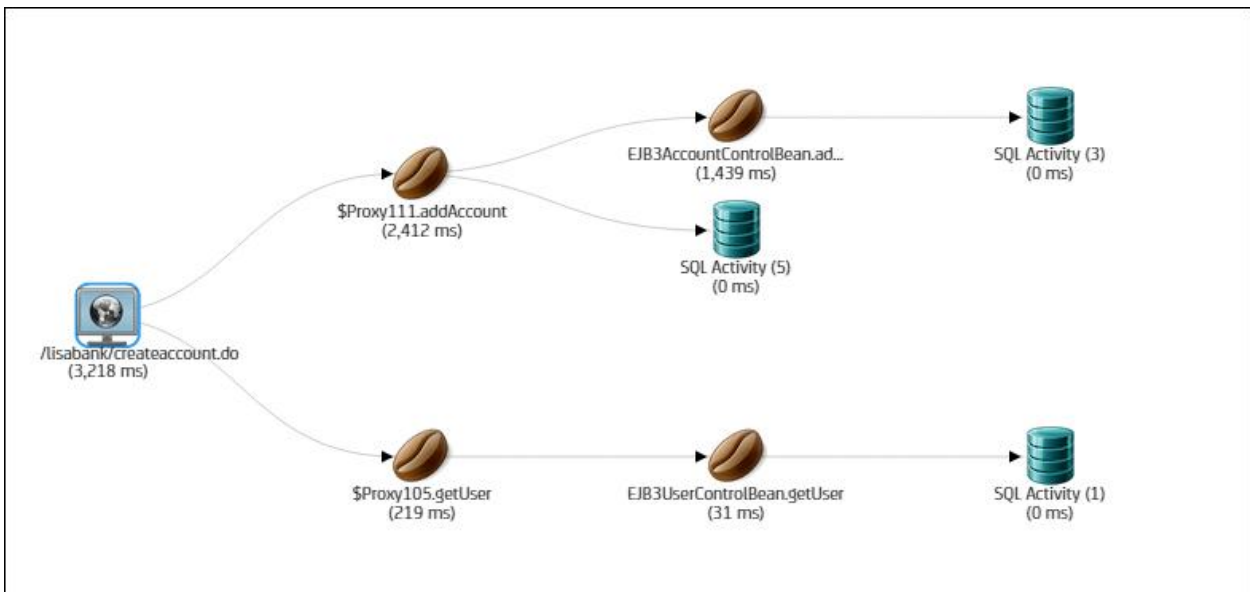 EJB3AccountControlBean.ad...
(1,439 ms)
SQL Activity (3)
(0 ms)
$Proxy111.addAccount
(2,412 ms)
SQL Activity (5)
(0 ms)
/lisabank/createaccount.do
(3,218 ms)
$Proxy105.getUser
(219 ms)
EJB3UserControlBean.getUser
(31 ms)
SQL Activity (1)
(0 ms)